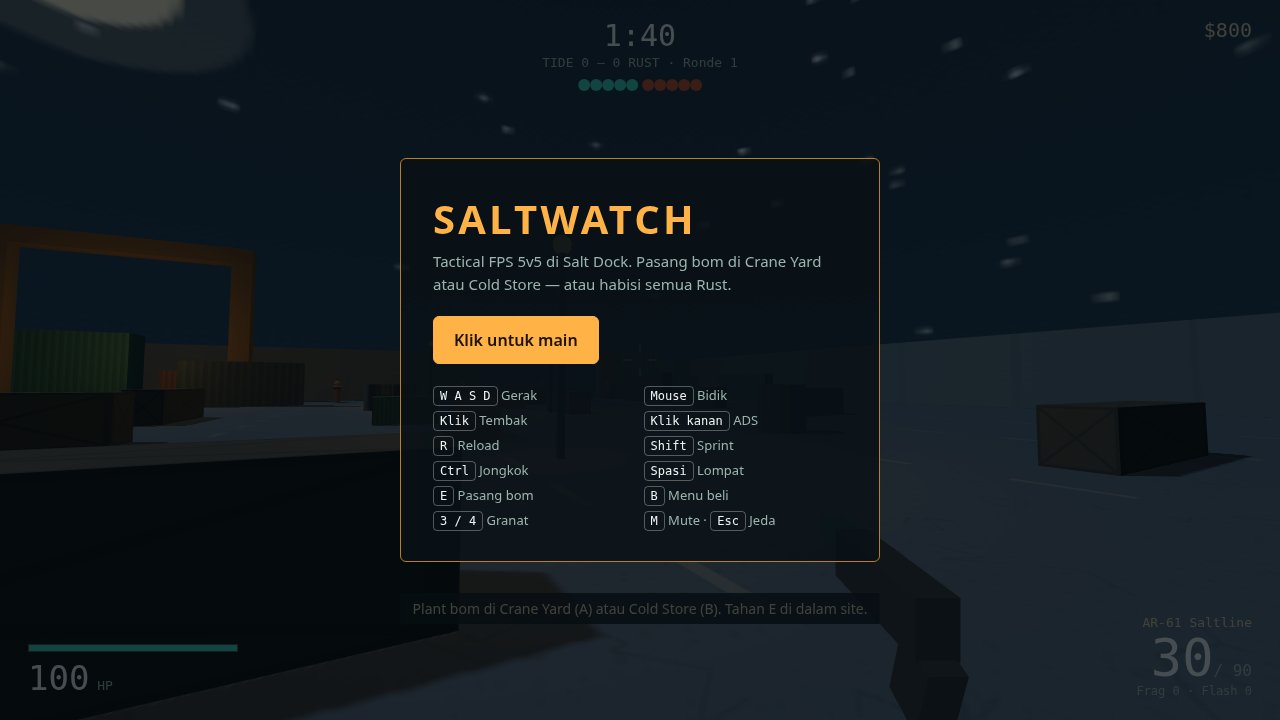 1:40
$800
TIDE 0 — 0 RUST · Ronde 1
SALTWATCH
Tactical FPS 5v5 di Salt Dock. Pasang bom di Crane Yard
atau Cold Store — atau habisi semua Rust.
Klik untuk main
W A S D Gerak
Mouse Bidik
Klik Tembak
Klik kanan ADS
R Reload
Shift Sprint
Ctrl Jongkok
Spasi Lompat
E Pasang bom
B Menu beli
3 / 4 Granat
M Mute · Esc Jeda
Plant bom di Crane Yard (A) atau Cold Store (B). Tahan E di dalam site.
100 HP
AR-61 Saltline
30 / 90
Frag 0 · Flash 0